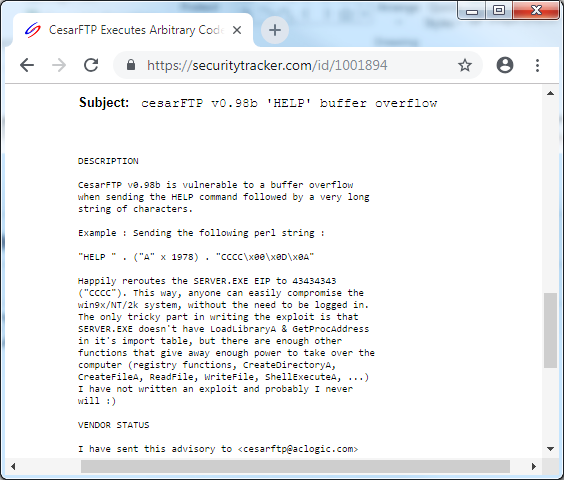 CesarFTP Executes Arbitrary Cod
https://securitytracker.com/id/1001894
Subject: cesarFTP v0.98b 'HELP' buffer overflow
DESCRIPTION
CesarFTP v0.98b is vulnerable to a buffer overflow
when sending the HELP command followed by a very long
string of characters.
Example : Sending the following perl string :
"HELP " . ("A" x 1978) . "CCCC\x00\x0D\x0A"
Happily reroutes the SERVER.EXE EIP to 43434343
("CCCC"). This way, anyone can easily compromise the
win9x/NT/2k system, without the need to be logged in.
The only tricky part in writing the exploit is that
SERVER.EXE doesn't have LoadLibraryA & GetProcAddress
in it's import table, but there are enough other
functions that give away enough power to take over the
computer (registry functions, CreateDirectoryA,
CreateFileA, ReadFile, WriteFile, ShellExecuteA, ...)
I have not written an exploit and probably I never
will :)
VENDOR STATUS
I have sent this advisory to <cesarftp@aclogic.com>